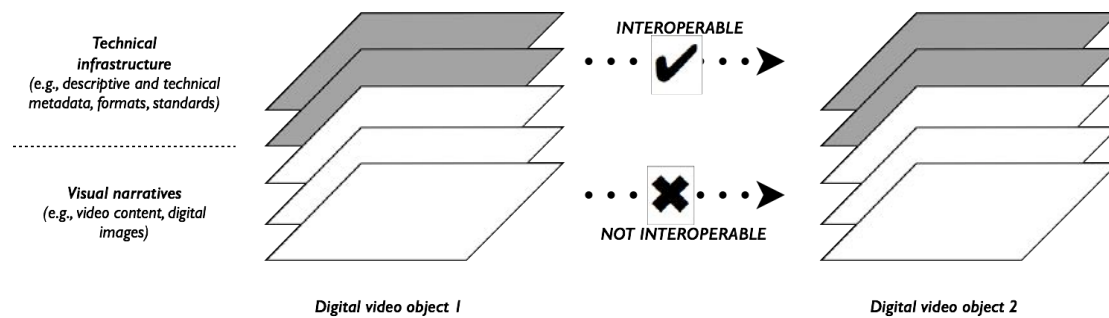 Technical
infrastructure
(e.g., descriptive and technical
metadata, formats, standards)
INTEROPERABLE
Visual narratives
(e.g., video content, digital
images)
NOT INTEROPERABLE
Digital video object 1
Digital video object 2